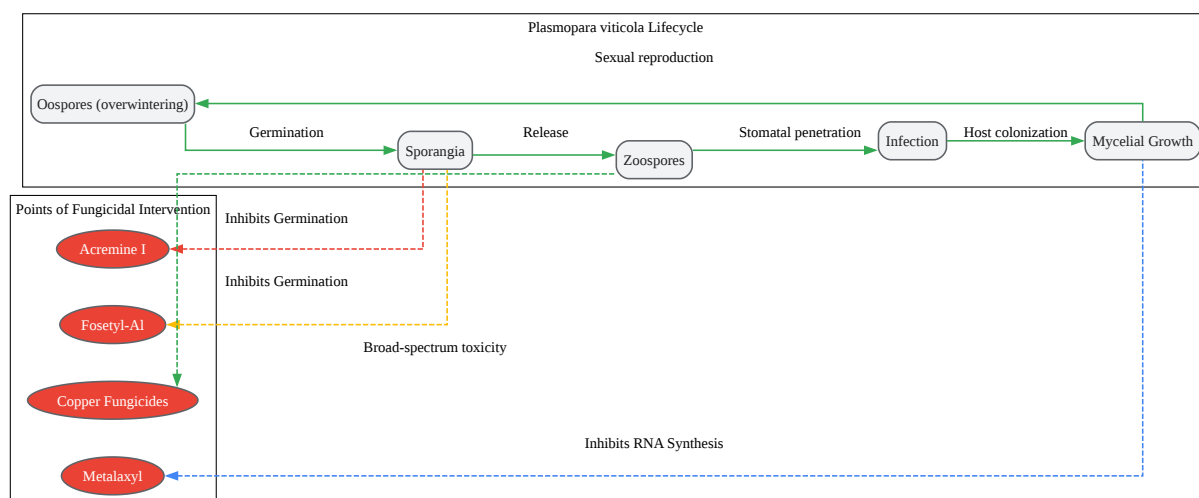 Plasmopara viticola Lifecycle
Sexual reproduction
Oospores (overwintering)
Germination
Sporangia
Release
Zoospores
Stomatal penetration
Infection
Host colonization
Mycelial Growth
Points of Fungicidal Intervention
Inhibits Germination
Acremine I
Inhibits Germination
Fosetyl-Al
Broad-spectrum toxicity
Copper Fungicides
Inhibits RNA Synthesis
Metalaxyl